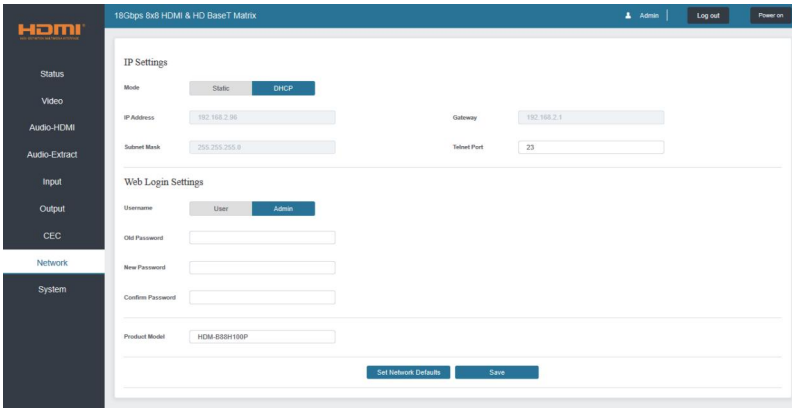 18Gbps 8x8 HDMI & HD BaseT Matrix
Admin
Log out
Power on
HDMI
Status
Video
Audio-HDMI
Audio-Extract
Input
Output
CEC
Network
System
IP Settings
Mode Static DHCP
IP Address 192.168.2.96 Gateway 192.168.2.1
Subnet Mask 255.255.255.0 Telnet Port 23
Web Login Settings
Username User Admin
Old Password
New Password
Confirm Password
Product Model HDM-B88H100P
Set Network Defaults Save